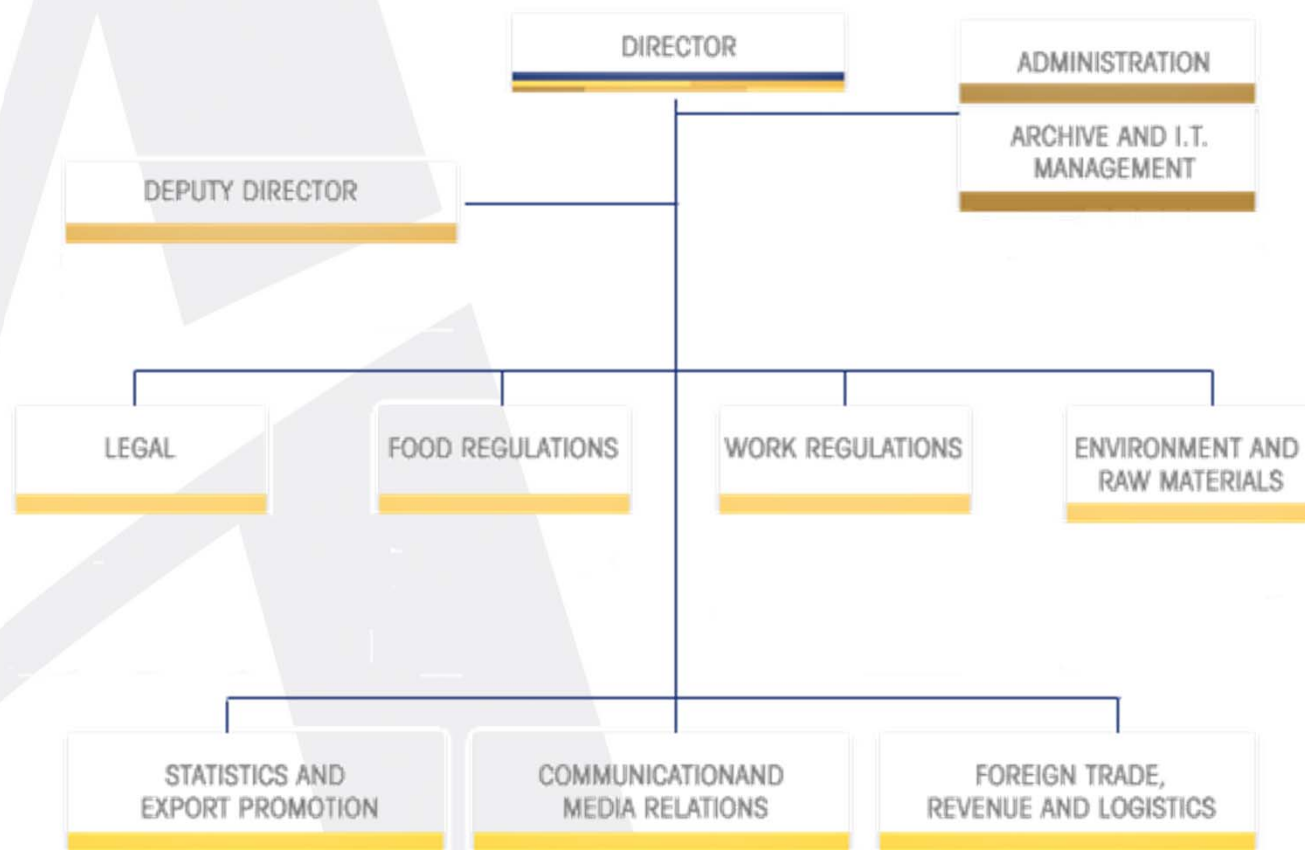 DIRECTOR
ADMINISTRATION
ARCHIVE AND I.T.
MANAGEMENT
DEPUTY DIRECTOR
LEGAL
FOOD REGULATIONS
WORK REGULATIONS
ENVIRONMENT AND
RAW MATERIALS
STATISTICS AND
EXPORT PROMOTION
COMMUNICATIONAND
MEDIA RELATIONS
FOREIGN TRADE,
REVENUE AND LOGISTICS